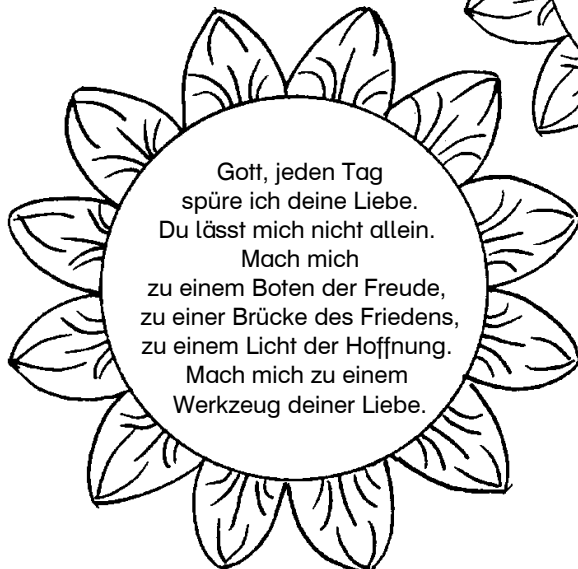 Gott, jeden Tag
spüre ich deine Liebe.
Du lässt mich nicht allein.
Mach mich
zu einem Boten der Freude,
zu einer Brücke des Friedens,
zu einem Licht der Hoffnung.
Mach mich zu einem
Werkzeug deiner Liebe.